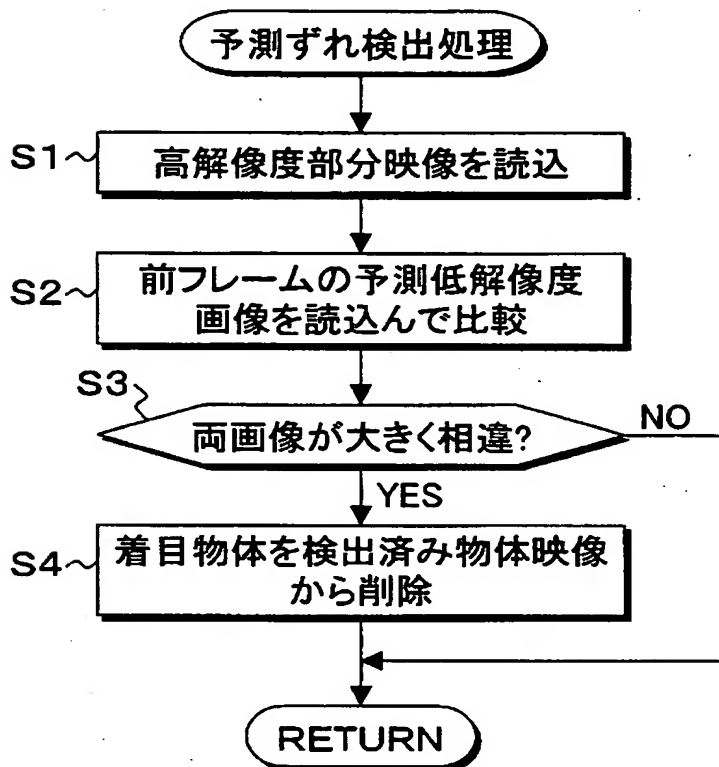 予測ずれ検出処理
S1
高解像度部分映像を読込
S2
前フレームの予測低解像度
画像を読込んで比較
S3
両画像が大きく相違?
NO
YES
S4
着目物体を検出済み物体映像
から削除
RETURN